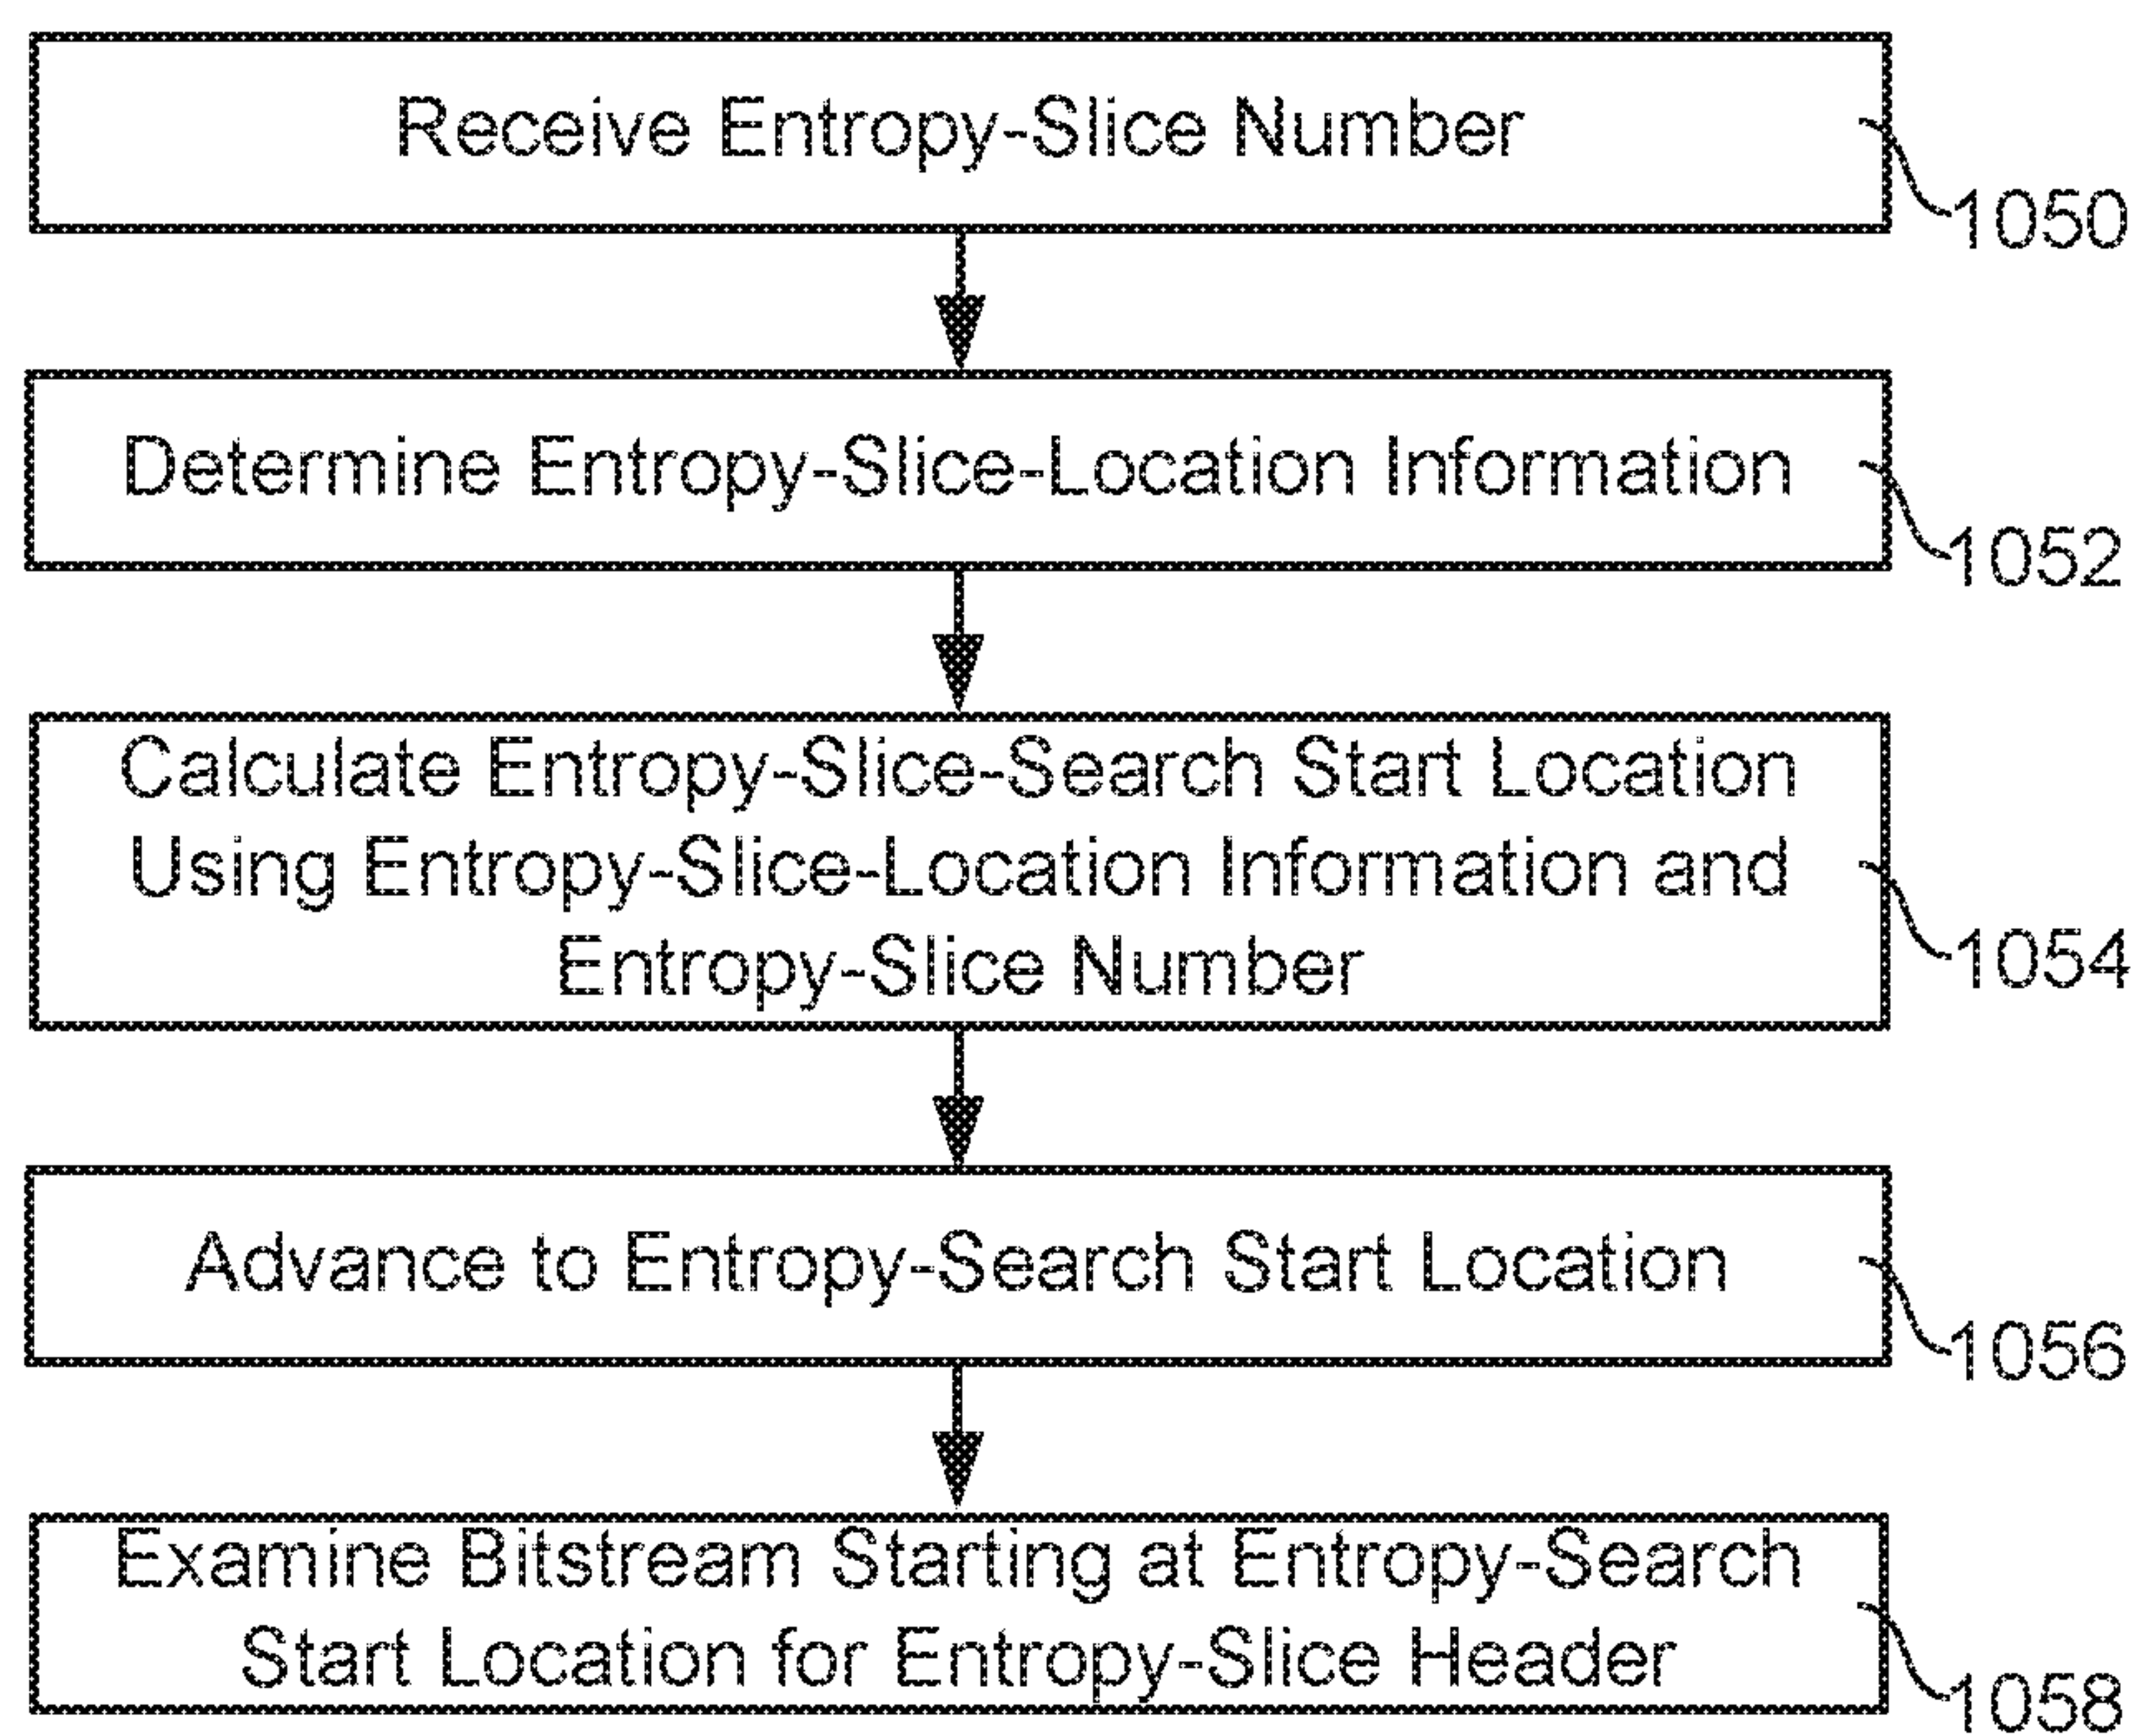 Receive Entropy-Slice Number
1050
Determine Entropy-Slice-Location Information
1052
Calculate Entropy-Slice-Search Start Location
Using Entropy-Slice-Location Information and
Entropy-Slice Number
1054
Advance to Entropy-Search Start Location
1056
Examine Bitstream Starting at Entropy-Search
Start Location for Entropy-Slice Header
1058